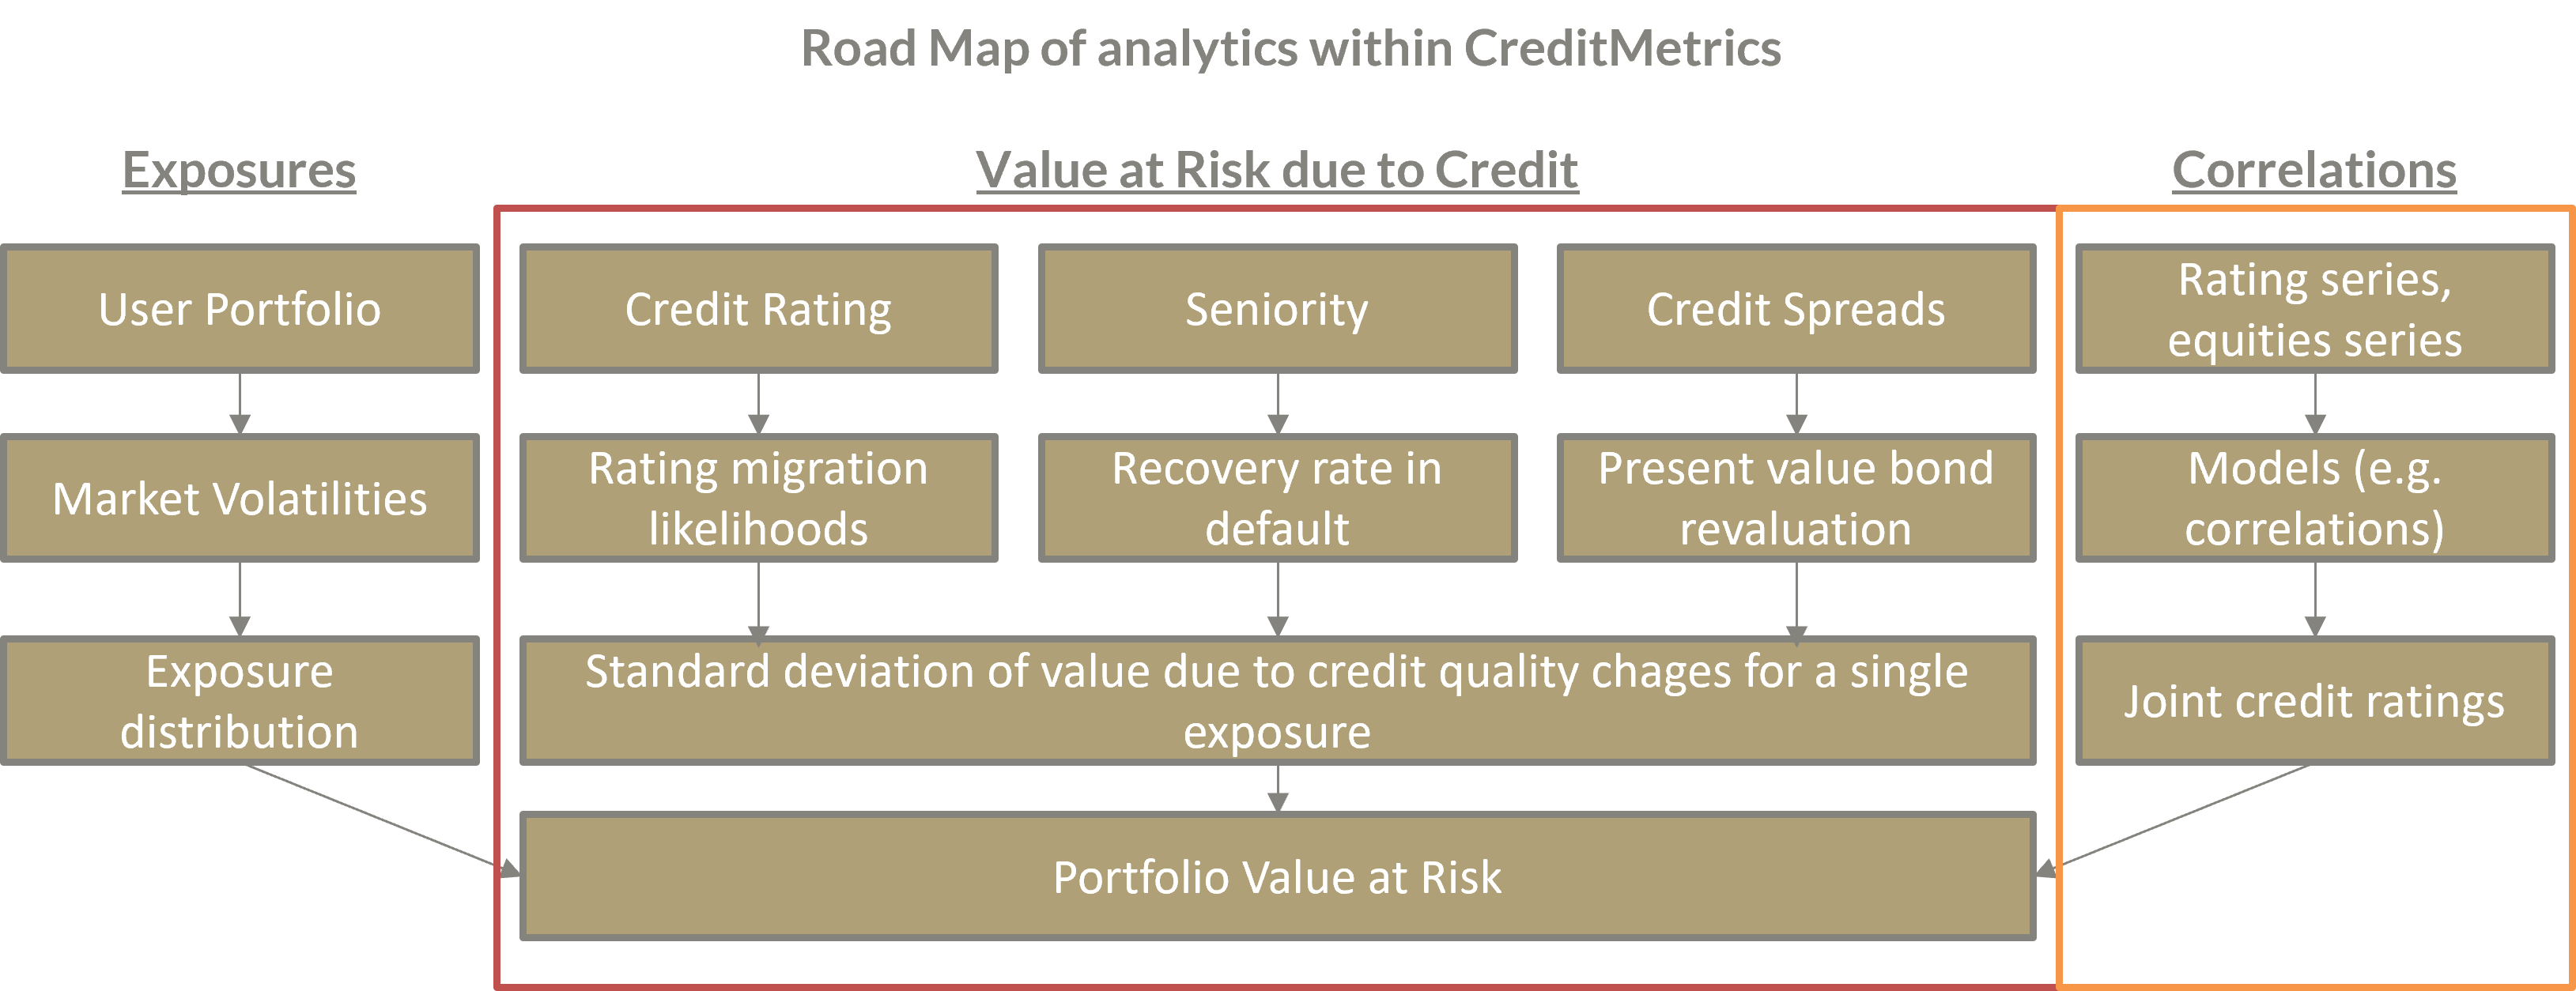 Road Map of analytics within CreditMetrics
Exposures
Value at Risk due to Credit
Correlations
User Portfolio
Credit Rating
Seniority
Credit Spreads
Rating series,
equities series
Market Volatilities
Rating migration
likelihoods
Recovery rate in
default
Present value bond
revaluation
Models (e.g.
correlations)
Exposure
distribution
Standard deviation of value due to credit quality chages for a single
exposure
Joint credit ratings
Portfolio Value at Risk